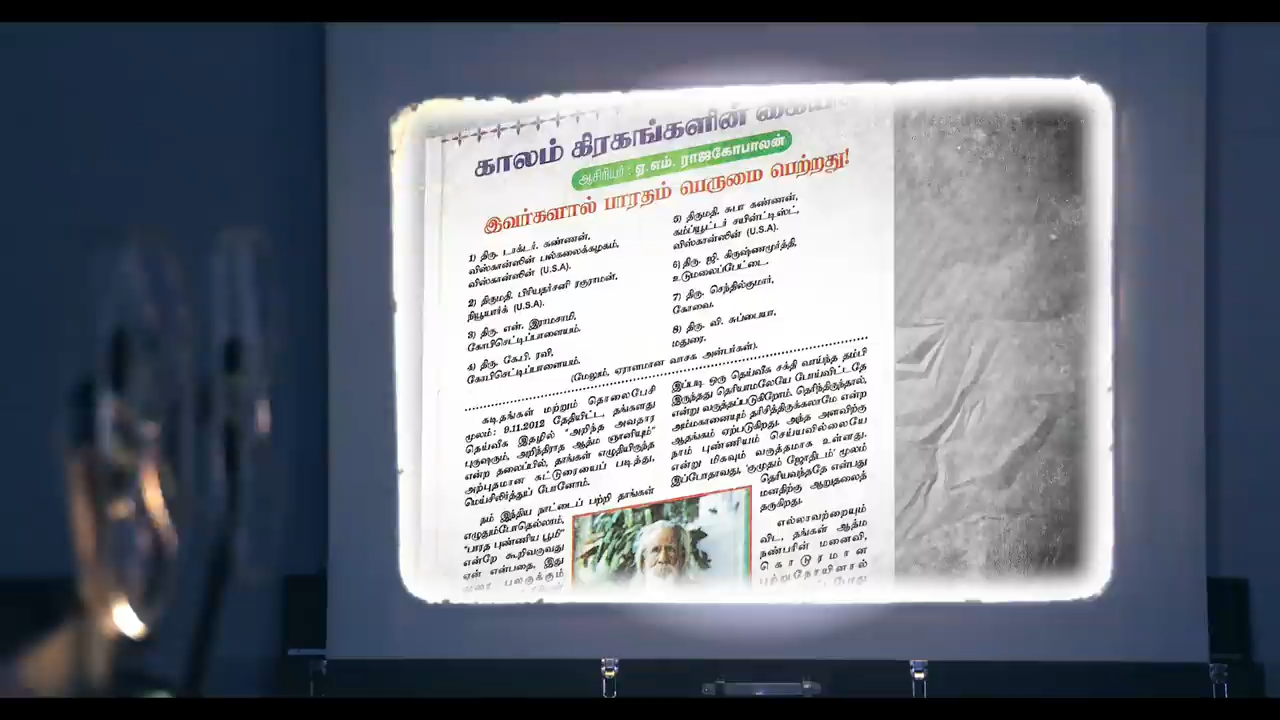 காலம் கிரகங்களின்
ஆசிரியர் : ஏ.எம். ராஜகோபாலன்
இவர்களால் பாரதம் பெருமை பெற்றது!
1) திரு. டாக்டர். கண்ணன்,
விஸ்கான்ஸின் பல்கலைக்கழகம்,
விஸ்கான்ஸின் (U.S.A).
2) திருமதி. பிரியதர்சனி ரகுராமன்,
நியூயார்க் (U.S.A).
3) திரு. என். இராமசாமி,
கோபிசெட்டிப்பாளையம்.
4) திரு. கே.பி. ரவி,
கோபிசெட்டிப்பாளையம்.
5) திருமதி. சுபா கண்ணன்,
கம்ப்யூட்டர் சயின்ட்டிஸ்ட்,
விஸ்கான்ஸின் (U.S.A).
6) திரு. ஜி. கிருஷ்ணமூர்த்தி,
உடுமலைப்பேட்டை.
7) திரு. செந்தில்குமார்,
கோவை.
8) திரு. வி. சுப்பையா,
மதுரை.
(மேலும், ஏராளமான வாசக அன்பர்கள்).
கடிதங்கள் மற்றும் தொலைபேசி
மூலம்: 9.11.2012 தேதியிட்ட, தங்களது
தெய்வீக இதழில் "அறிந்த அவதார
புருஷரும், அறிந்திராத ஆத்ம ஞானியும்"
என்ற தலைப்பில், தாங்கள் எழுதியிருந்த
அற்புதமான கட்டுரையைப் படித்து,
மெய்சிலிர்த்துப் போனோம்.
நம் இந்திய நாட்டைப் பற்றி தாங்கள்
எழுதும்போதெல்லாம்,
"பாரத புண்ணிய பூமி"
என்றே கூறிவருவது
ஏன் என்பதை, இது
பலருக்கும்
இப்படி ஒரு தெய்வீக சக்தி வாய்ந்த தம்பி
இருந்தது தெரியாமலேயே போய்விட்டதே
என்று வருத்தப்படுகிறோம். தெரிந்திருந்தால்,
அம்மகானையும் தரிசித்திருக்கலாமே என்ற
ஆதங்கம் ஏற்படுகிறது. அந்த அளவிற்கு
நாம் புண்ணியம் செய்யவில்லையே
என்று மிகவும் வருத்தமாக உள்ளது.
இப்போதாவது, 'குமுதம் ஜோதிடம்' மூலம்
தெரியவந்ததே என்பது
மனதிற்கு ஆறுதலைத்
தருகிறது.
எல்லாவற்றையும்
விட, தங்கள் ஆத்ம
நண்பரின் மனைவி,
கொடூரமான
புற்றுநோயினால்
போது